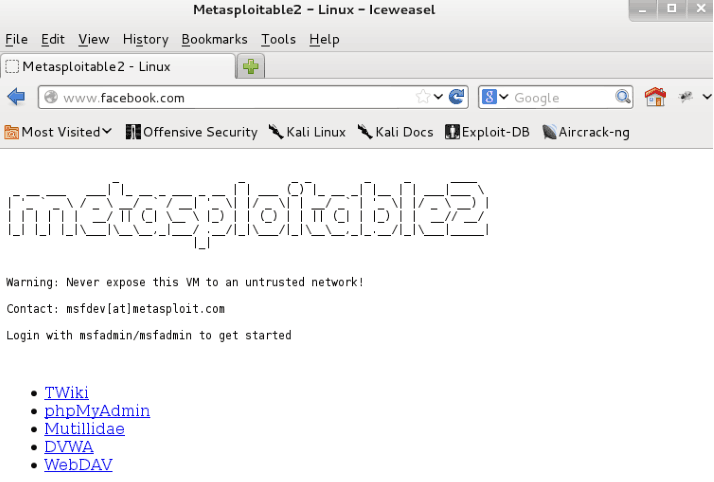 Metasploitable2 - Linux - Iceweasel
File Edit View History Bookmarks Tools Help
Metasploitable2 - Linux
www.facebook.com 8 Google
Most Visited Offensive Security Kali Linux Kali Docs Exploit-DB Aircrack-ng
metasploitable2
Warning: Never expose this VM to an untrusted network!
Contact: msfdev[at]metasploit.com
Login with msfadmin/msfadmin to get started
TWiki
phpMyAdmin
Mutillidae
DVWA
WebDAV